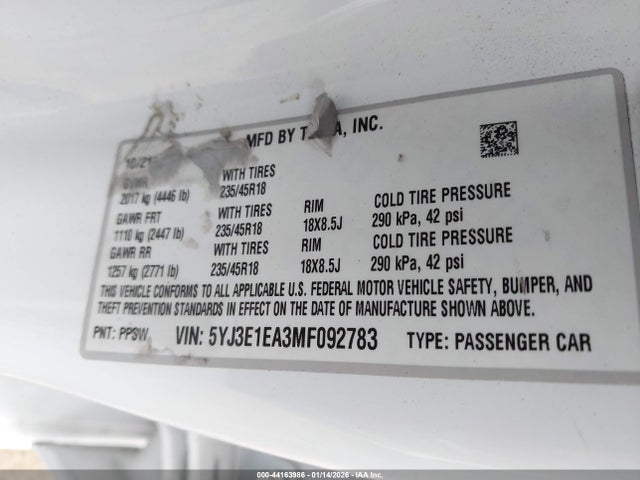 MFD BY T  A, INC.
10/21
GVWR
2017 kg (4446 lb)
WITH TIRES
235/45R18
GAWR FRT
1110 kg (2447 lb)
WITH TIRES
235/45R18
RIM
18X8.5J
COLD TIRE PRESSURE
290 kPa, 42 psi
GAWR RR
1257 kg (2771 lb)
WITH TIRES
235/45R18
RIM
18X8.5J
COLD TIRE PRESSURE
290 kPa, 42 psi
THIS VEHICLE CONFORMS TO ALL APPLICABLE U.S. FEDERAL MOTOR VEHICLE SAFETY, BUMPER, AND
THEFT PREVENTION STANDARDS IN EFFECT ON THE DATE OF MANUFACTURE SHOWN ABOVE.
PNT: PPSW VIN: 5YJ3E1EA3MF092783 TYPE: PASSENGER CAR
000-44163986 - 01/14/2026 - IAA, Inc.